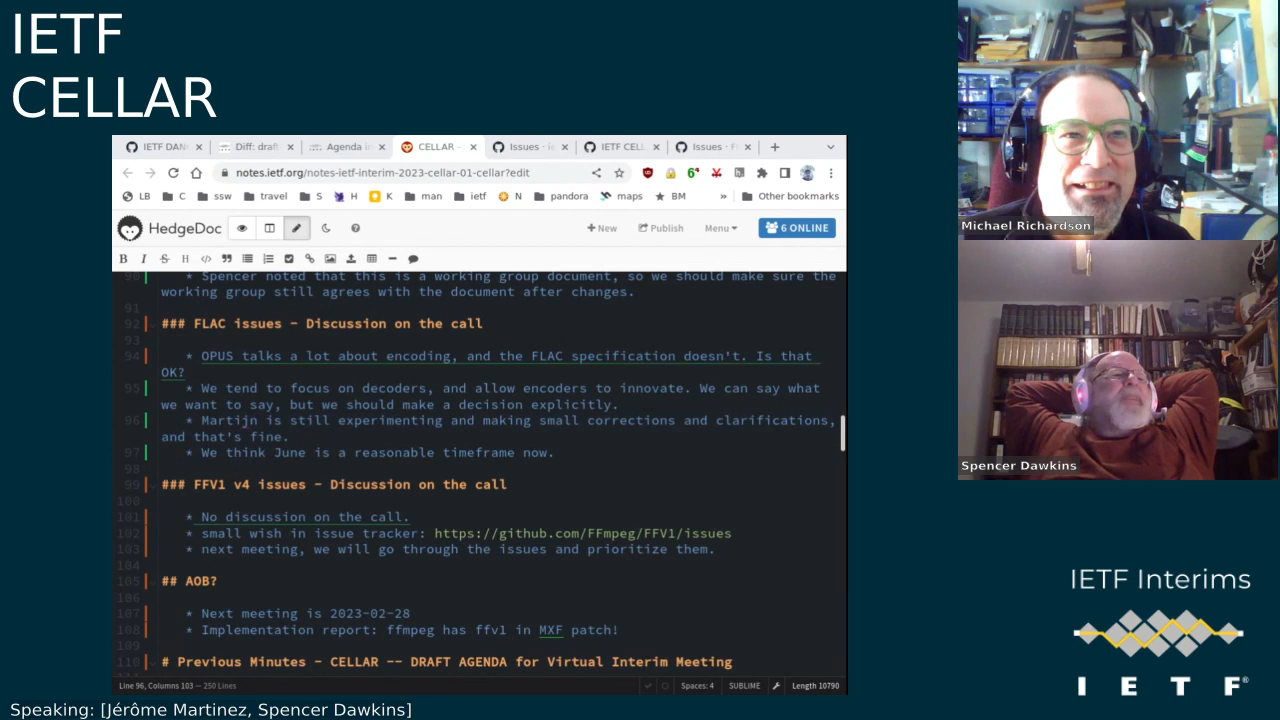 IETF
CELLAR
IETF DAN
Diff: draft
Agenda i
CELLAR -
Issues · ie
IETF CELL
Issues · F
notes.ietf.org/notes-ietf-interim-2023-cellar-01-cellar?edit
LB C ssw travel S H K man ietf N pandora maps BM » Other bookmarks
HedgeDoc + New Publish Menu 6 ONLINE
90 * Spencer noted that this is a working group document, so we should make sure the
working group still agrees with the document after changes.
91
92 ### FLAC issues - Discussion on the call
93
94 * OPUS talks a lot about encoding, and the FLAC specification doesn't. Is that
OK?
95 * We tend to focus on decoders, and allow encoders to innovate. We can say what
we want to say, but we should make a decision explicitly.
96 * Martijn is still experimenting and making small corrections and clarifications,
and that's fine.
97 * We think June is a reasonable timeframe now.
98
99 ### FFV1 v4 issues - Discussion on the call
100
101 * No discussion on the call.
102 * small wish in issue tracker: https://github.com/FFmpeg/FFV1/issues
103 * next meeting, we will go through the issues and prioritize them.
104
105 ## AOB?
106
107 * Next meeting is 2023-02-28
108 * Implementation report: ffmpeg has ffv1 in MXF patch!
109
110 # Previous Minutes - CELLAR -- DRAFT AGENDA for Virtual Interim Meeting
Line 96, Columns 103 — 250 Lines Spaces: 4 SUBLIME Length 10790
Michael Richardson
Spencer Dawkins
IETF Interims
I E T F®
Speaking: [Jérôme Martinez, Spencer Dawkins]